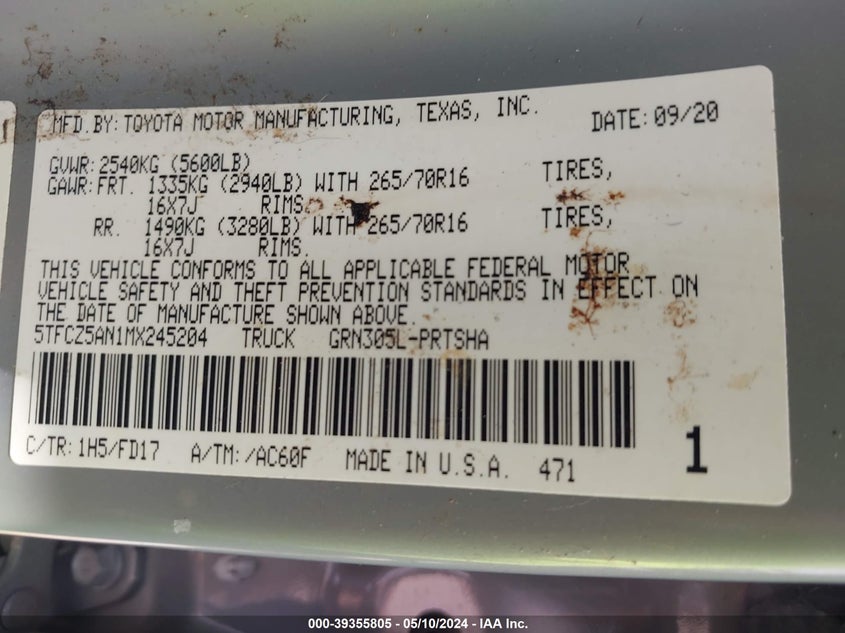 MFD.BY: TOYOTA MOTOR MANUFACTURING, TEXAS, INC. DATE: 09/20
GVWR: 2540KG (5600LB)
GAWR: FRT. 1335KG (2940LB) WITH 265/70R16 TIRES,
16X7J RIMS.
RR. 1490KG (3280LB) WITH 265/70R16 TIRES,
16X7J RIMS.
THIS VEHICLE CONFORMS TO ALL APPLICABLE FEDERAL MOTOR
VEHICLE SAFETY AND THEFT PREVENTION STANDARDS IN EFFECT ON
THE DATE OF MANUFACTURE SHOWN ABOVE.
5TFCZ5AN1MX245204 TRUCK GRN305L-PRTSHA
C/TR: 1H5/FD17 A/TM: /AC60F MADE IN U.S.A. 471 1
000-39355805 - 05/10/2024 - IAA Inc.